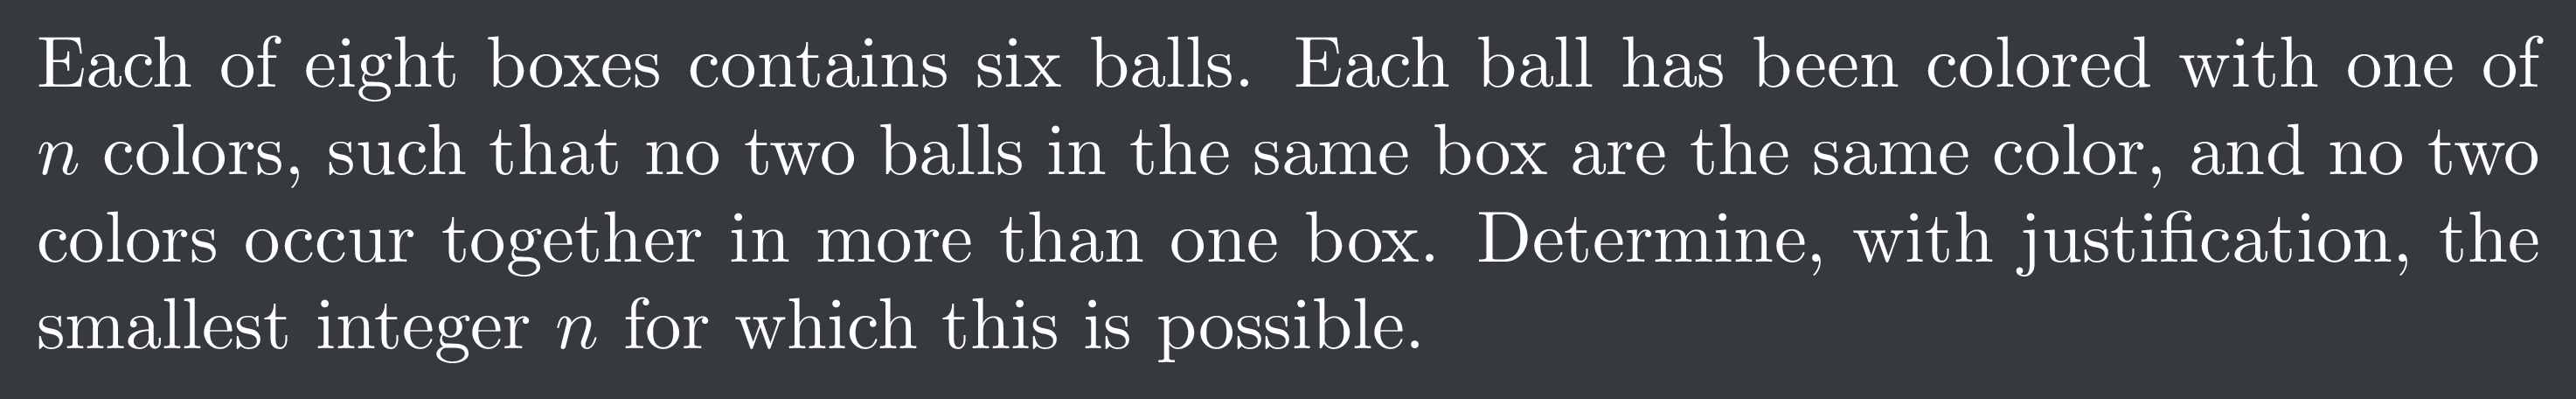 Each of eight boxes contains six balls. Each ball has been colored with one of
n colors, such that no two balls in the same box are the same color, and no two
colors occur together in more than one box. Determine, with justification, the
smallest integer n for which this is possible.